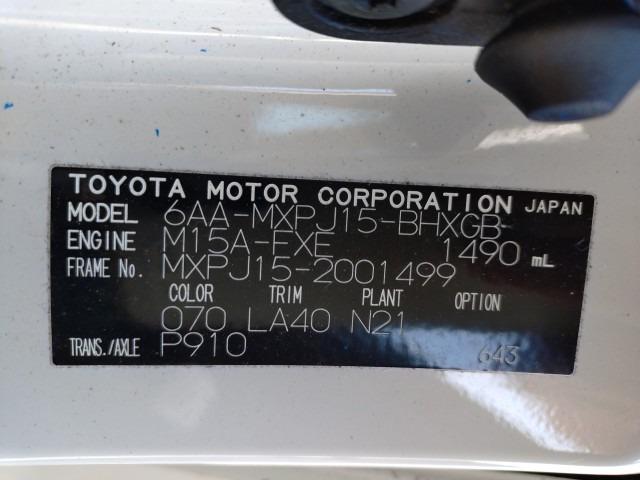 TOYOTA MOTOR CORPORATION JAPAN
MODEL 6AA-MXPJ15-BHXGB-
ENGINE M15A-FXE 1490 mL
FRAME No. MXPJ15-2001499
COLOR TRIM PLANT OPTION
070 LA40 N21
TRANS./AXLE P910 643